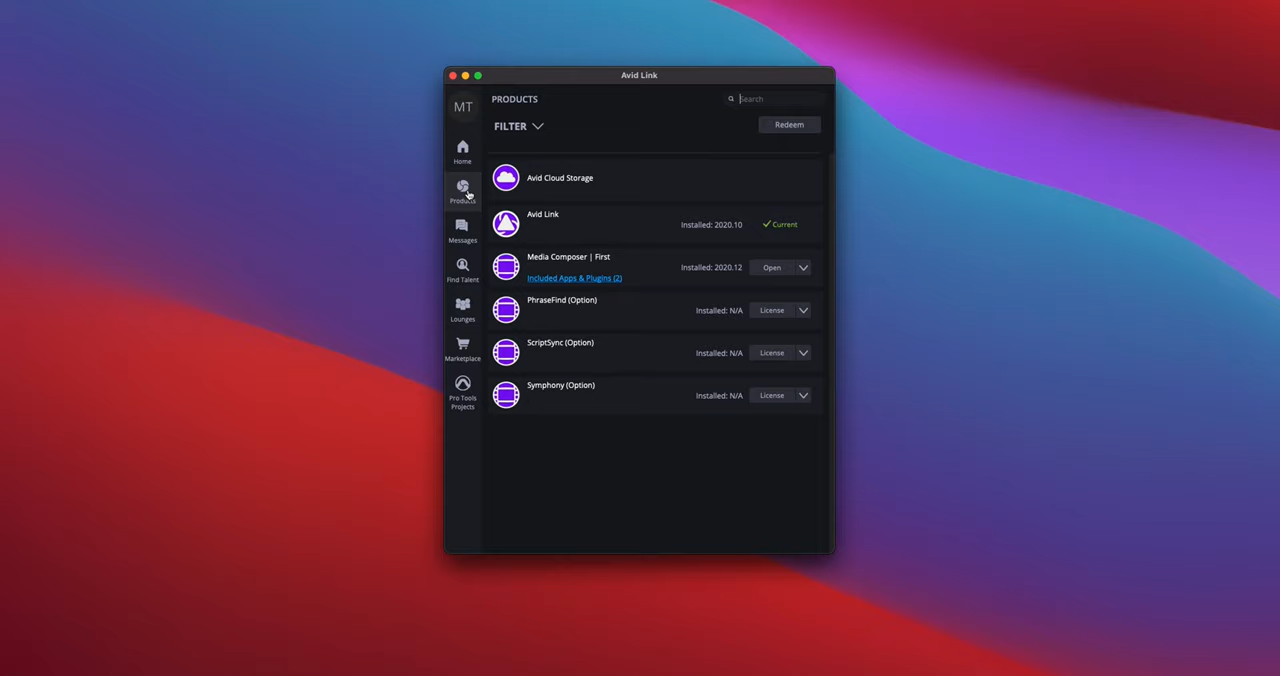 Avid Link
MT
PRODUCTS
Search
FILTER
Redeem
Home
Products
Messages
Find Talent
Lounges
Marketplace
Pro Tools
Projects
Avid Cloud Storage
Avid Link
Installed: 2020.10
Current
Media Composer | First
Included Apps & Plugins (2)
Installed: 2020.12
Open
PhraseFind (Option)
Installed: N/A
License
ScriptSync (Option)
Installed: N/A
License
Symphony (Option)
Installed: N/A
License